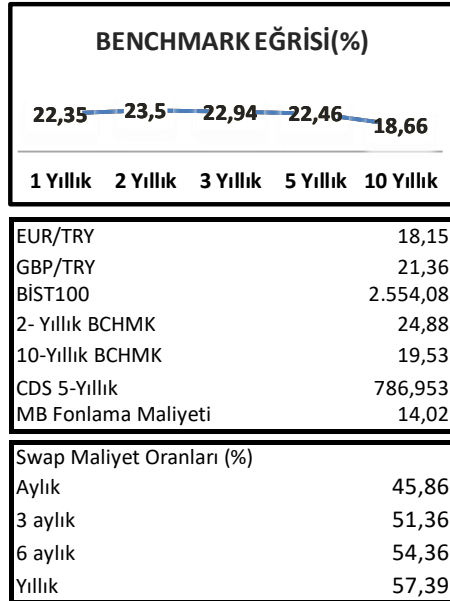 BENCHMARK EĞRİSİ(%)
22,35 23,5 22,94 22,46 18,66
1 Yıllık 2 Yıllık 3 Yıllık 5 Yıllık 10 Yıllık
EUR/TRY 18,15
GBP/TRY 21,36
BİST100 2.554,08
2- Yıllık BCHMK 24,88
10-Yıllık BCHMK 19,53
CDS 5-Yıllık 786,953
MB Fonlama Maliyeti 14,02
Swap Maliyet Oranları (%)
Aylık 45,86
3 aylık 51,36
6 aylık 54,36
Yıllık 57,39